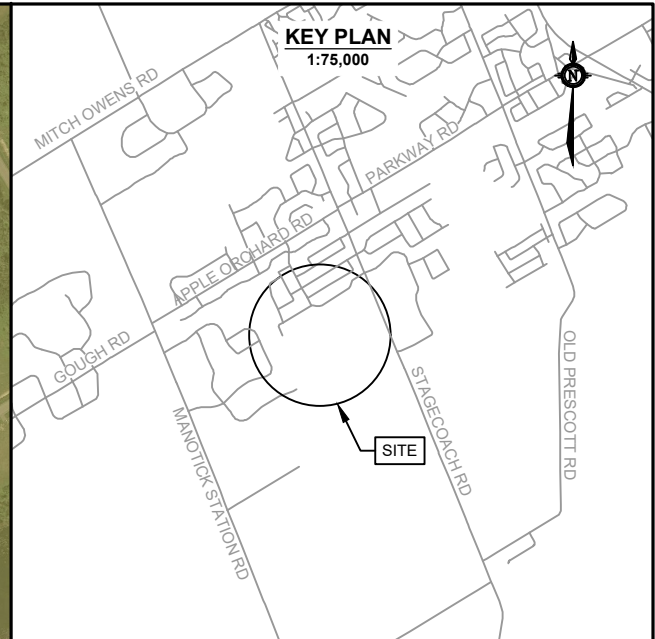 KEY PLAN
1:75,000
N
MITCH OWENS RD
PARKWAY RD
APPLE ORCHARD RD
GOUGH RD
OLD PRESCOTT RD
STAGECOACH RD
MANOTICK STATION RD
SITE